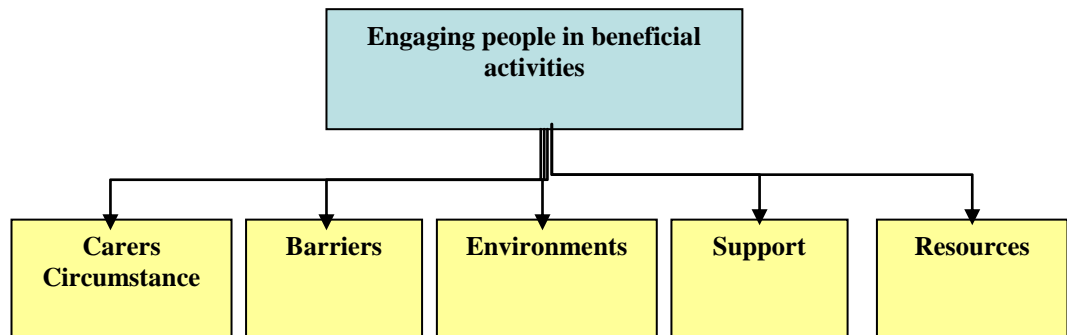 Engaging people in beneficial
activities
Carers
Circumstance
Barriers
Environments
Support
Resources